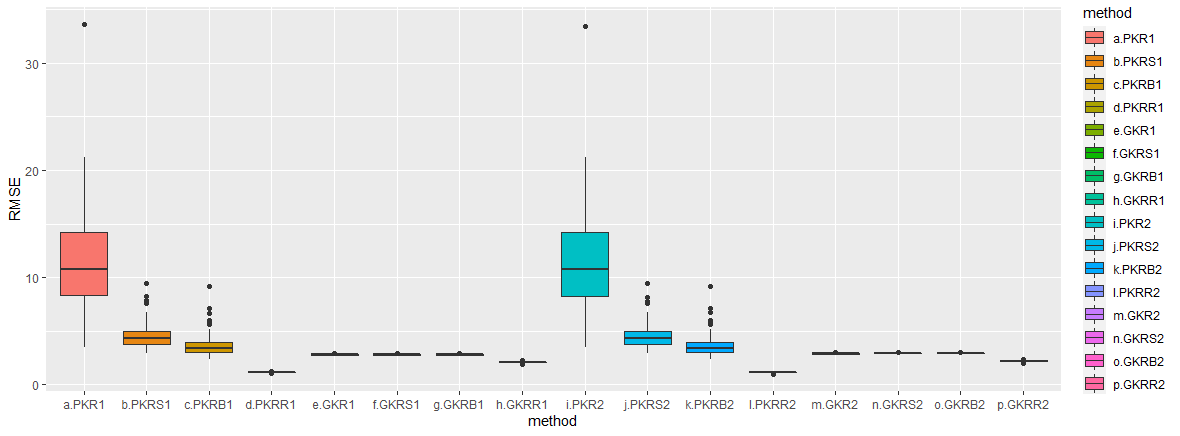 method
a.PKR1
b.PKRS1
c.PKRB1
d.PKRR1
e.GKR1
f.GKRS1
g.GKRB1
h.GKRR1
i.PKR2
j.PKRS2
k.PKRB2
l.PKRR2
m.GKR2
n.GKRS2
o.GKRB2
p.GKRR2
RMSE
30
20
10
0
a.PKR1 b.PKRS1 c.PKRB1 d.PKRR1 e.GKR1 f.GKRS1 g.GKRB1 h.GKRR1 i.PKR2 j.PKRS2 k.PKRB2 l.PKRR2 m.GKR2 n.GKRS2 o.GKRB2 p.GKRR2
method